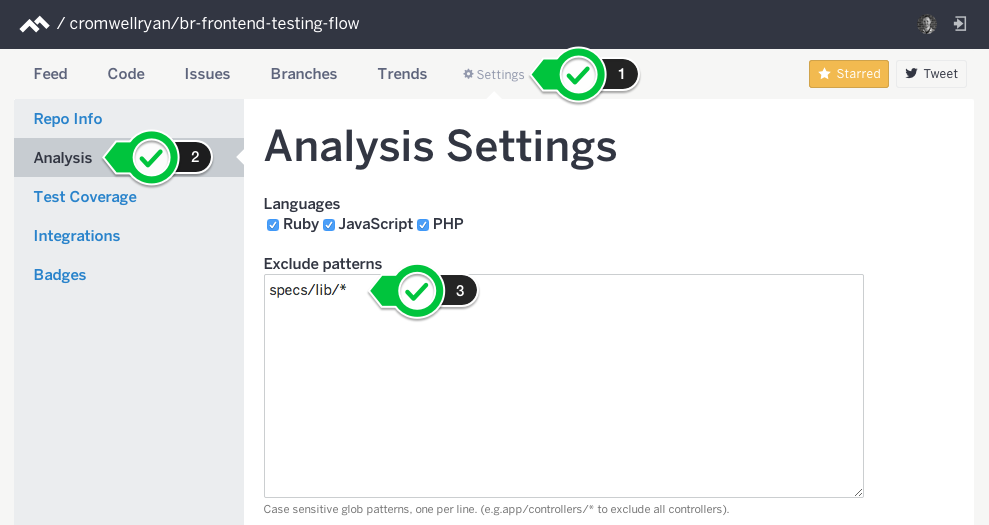 / cromwellryan/br-frontend-testing-flow
Feed Code Issues Branches Trends Settings 1 Starred Tweet
Repo Info
Analysis 2
Test Coverage
Integrations
Badges
Analysis Settings
Languages
Ruby JavaScript PHP
Exclude patterns
specs/lib/* 3
Case sensitive glob patterns, one per line. (e.g.app/controllers/* to exclude all controllers).